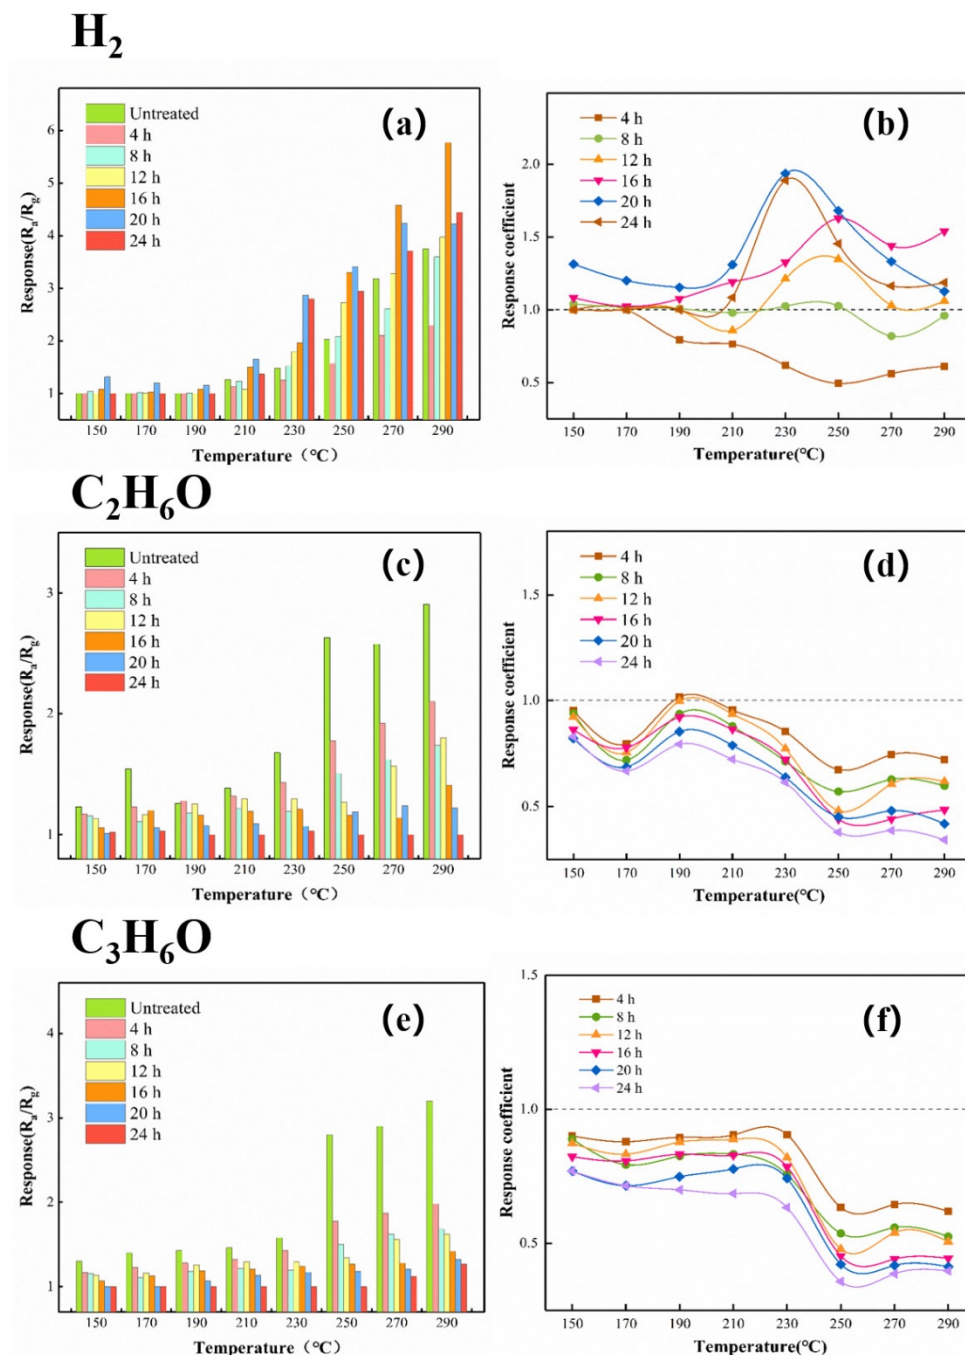 H2
(a)
Untreated
4 h
8 h
12 h
16 h
20 h
24 h
Response(Ra/Rg)
6
5
4
3
2
1
150 170 190 210 230 250 270 290
Temperature (°C)
(b)
4 h
8 h
12 h
16 h
20 h
24 h
Response coefficient
2.0
1.5
1.0
0.5
150 170 190 210 230 250 270 290
Temperature(°C)
C2H6O
(c)
Untreated
4 h
8 h
12 h
16 h
20 h
24 h
Response(Ra/Rg)
3
2
1
150 170 190 210 230 250 270 290
Temperature (°C)
(d)
4 h
8 h
12 h
16 h
20 h
24 h
Response coefficient
1.5
1.0
0.5
150 170 190 210 230 250 270 290
Temperature(°C)
C3H6O
(e)
Untreated
4 h
8 h
12 h
16 h
20 h
24 h
Response(Ra/Rg)
4
3
2
1
150 170 190 210 230 250 270 290
Temperature (°C)
(f)
4 h
8 h
12 h
16 h
20 h
24 h
Response coefficient
1.5
1.0
0.5
150 170 190 210 230 250 270 290
Temperature(°C)